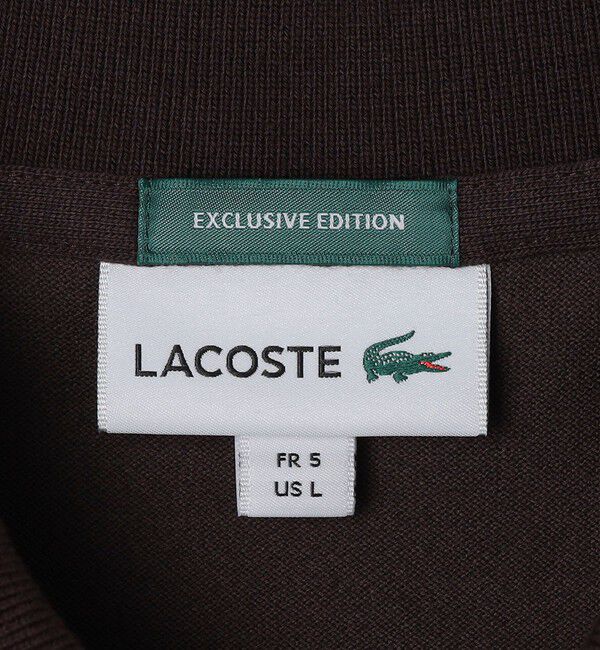 EXCLUSIVE EDITION
LACOSTE
FR 5
US L